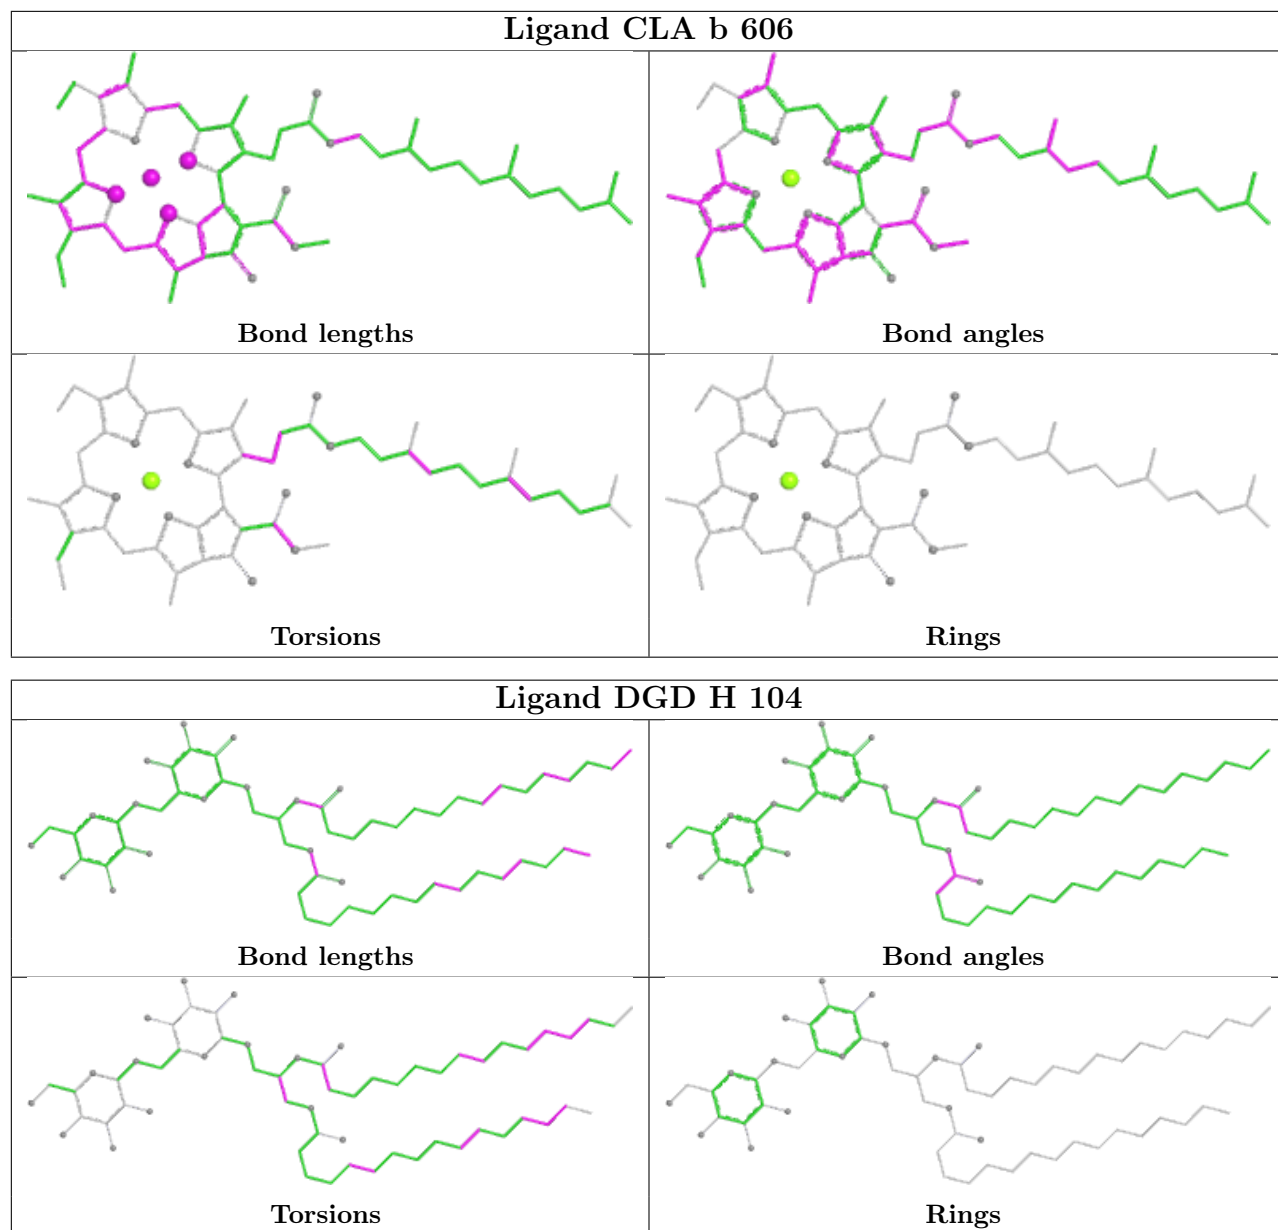 Ligand CLA b 606
Bond lengths
Bond angles
Torsions
Rings
Ligand DGD H 104
Bond lengths
Bond angles
Torsions
Rings